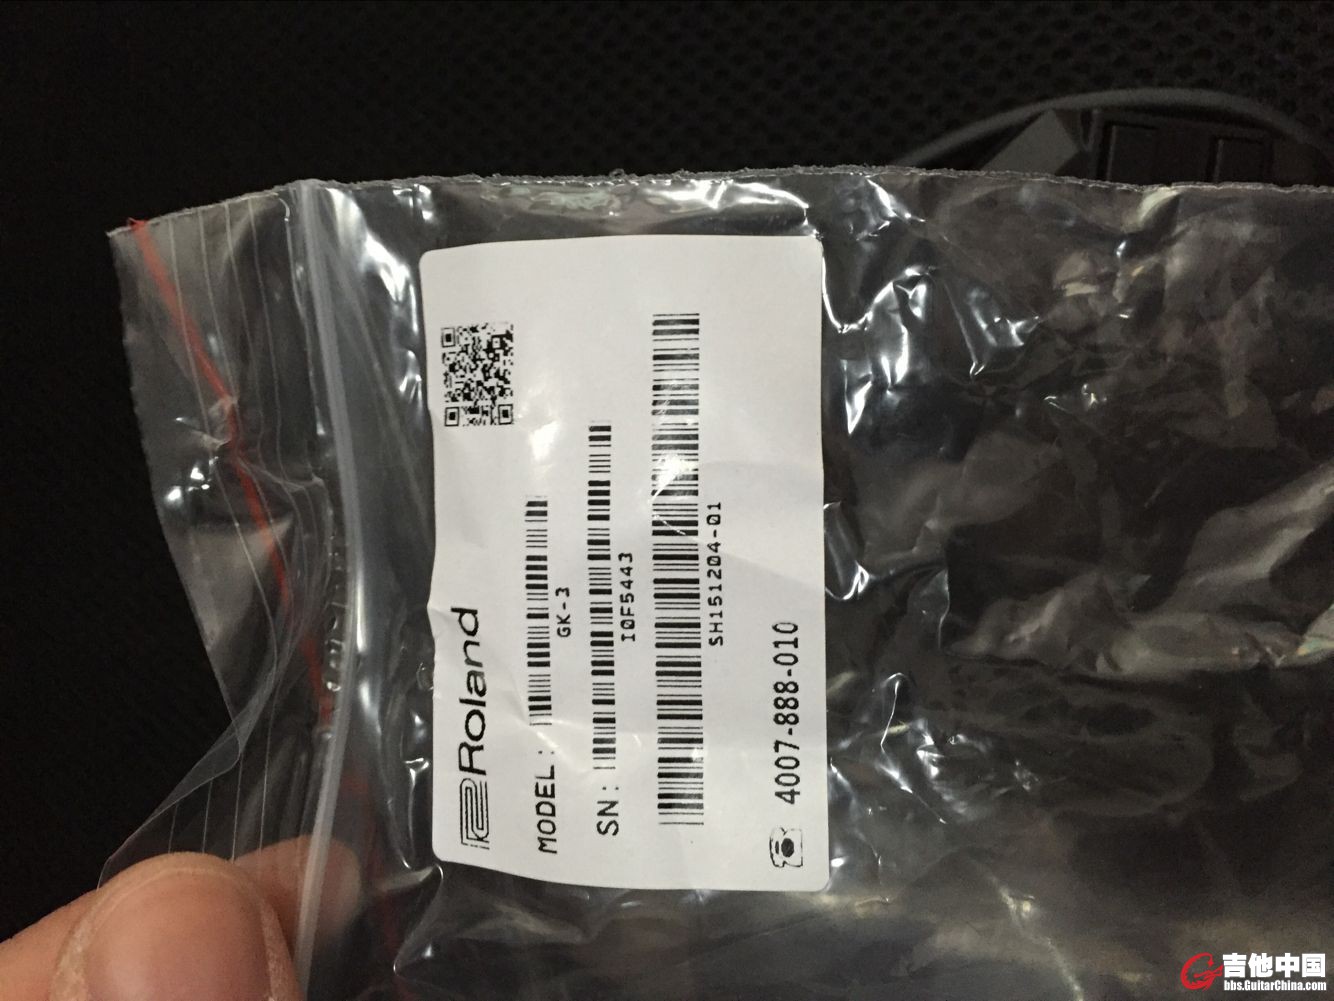 Roland
MODEL:
GK-3
SN:
I0F5443
SH151204-01
4007-888-010
吉他中国
bbs.GuitarChina.com